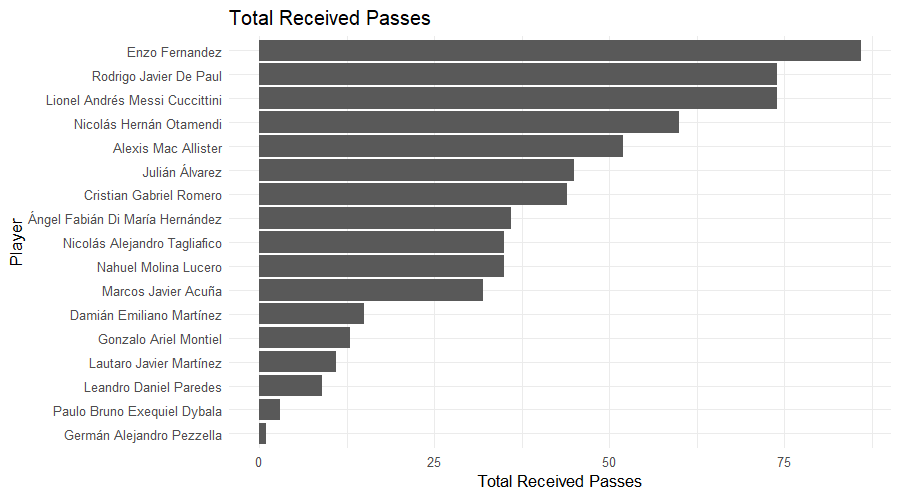 Total Received Passes
Player
Enzo Fernandez
Rodrigo Javier De Paul
Lionel Andrés Messi Cuccittini
Nicolás Hernán Otamendi
Alexis Mac Allister
Julián Álvarez
Cristian Gabriel Romero
Ángel Fabián Di María Hernández
Nicolás Alejandro Tagliafico
Nahuel Molina Lucero
Marcos Javier Acuña
Damián Emiliano Martínez
Gonzalo Ariel Montiel
Lautaro Javier Martínez
Leandro Daniel Paredes
Paulo Bruno Exequiel Dybala
Germán Alejandro Pezzella
0 25 50 75
Total Received Passes